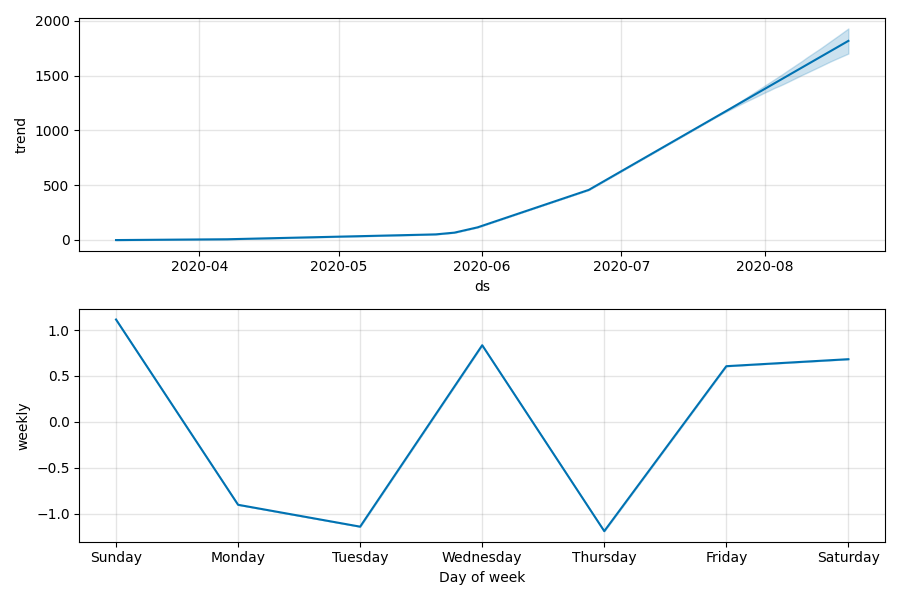 2000
1500
1000
500
0
trend
2020-04 2020-05 2020-06 2020-07 2020-08
ds
1.0
0.5
0.0
−0.5
−1.0
weekly
Sunday Monday Tuesday Wednesday Thursday Friday Saturday
Day of week